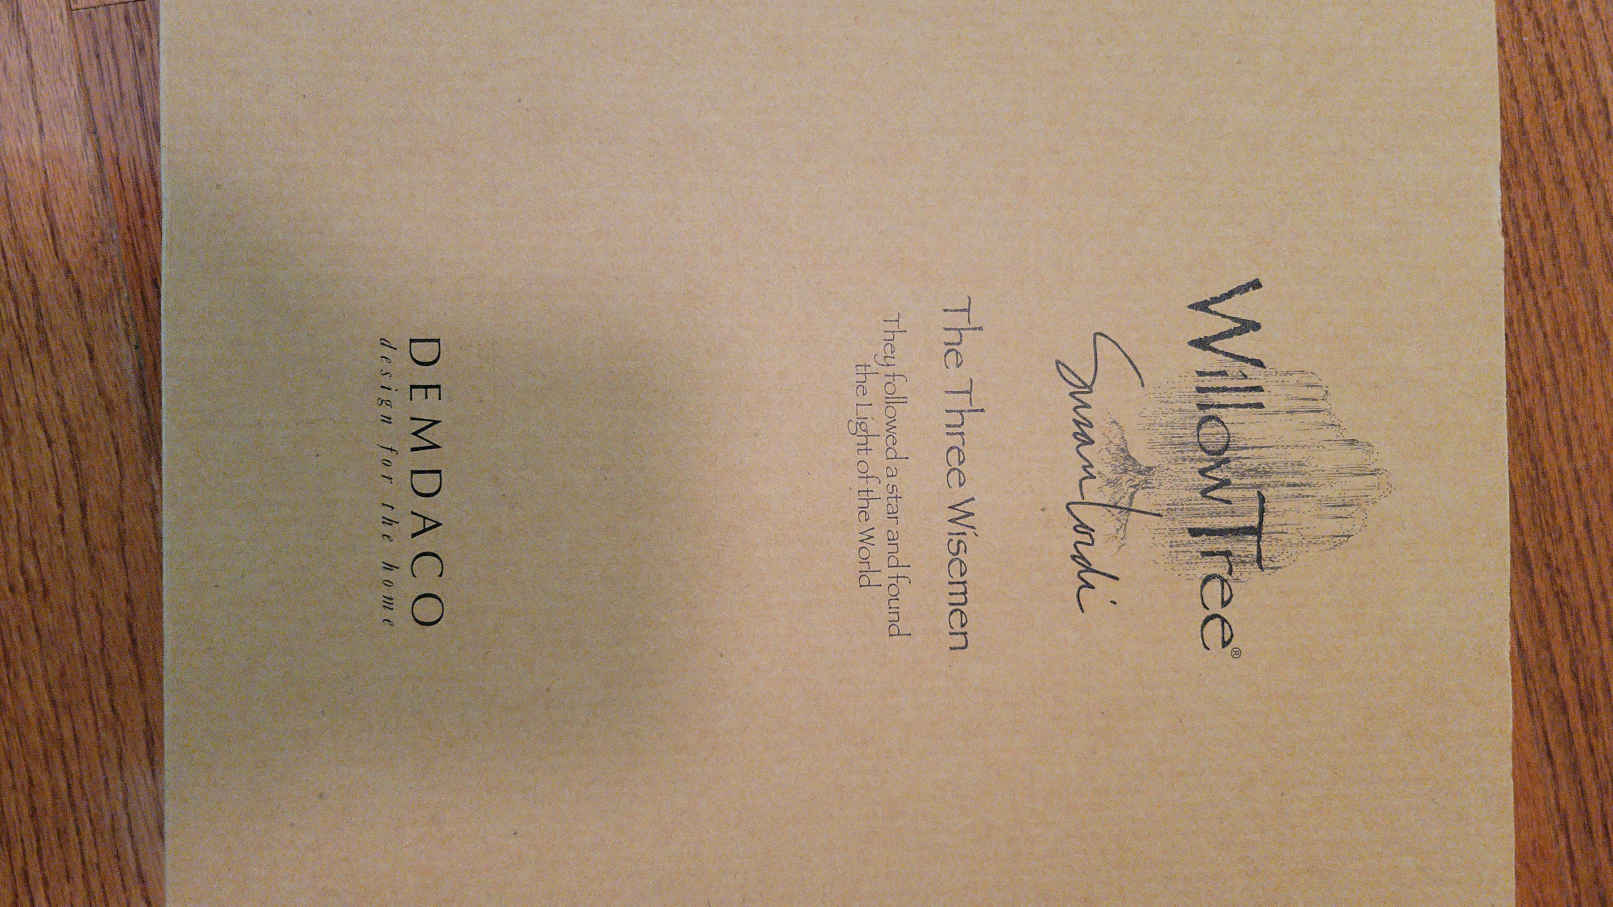 Willow Tree®
Susan Lordi
The Three Wisemen
They followed a star and found
the Light of the World
DEMDACO
design for the home